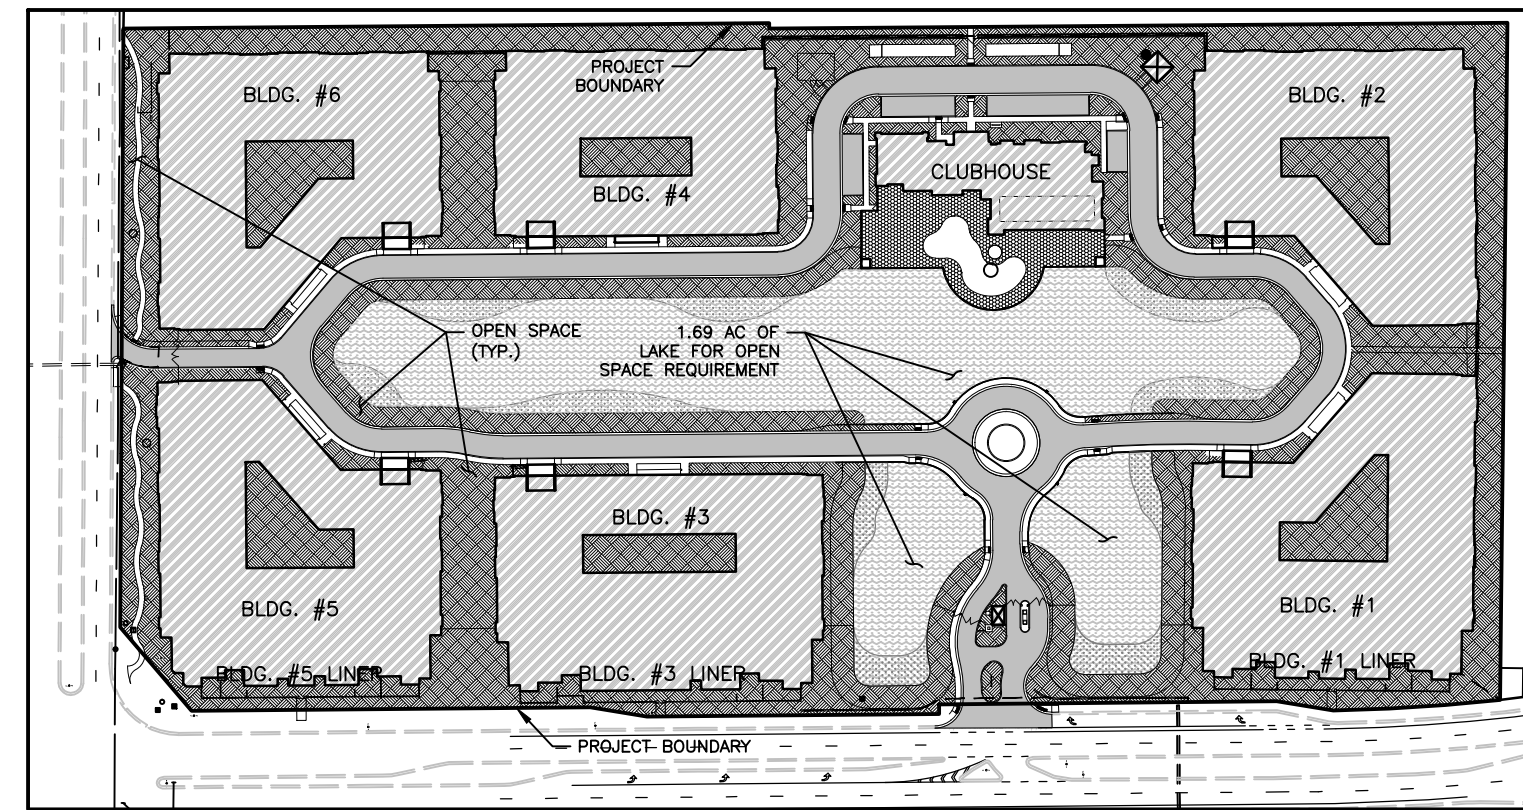 PROJECT
BOUNDARY
BLDG. #6
BLDG. #2
CLUBHOUSE
BLDG. #4
OPEN SPACE
(TYP.)
1.69 AC OF
LAKE FOR OPEN
SPACE REQUIREMENT
BLDG. #3
BLDG. #5
BLDG. #1
BLDG. #5 LINER
BLDG. #3 LINER
BLDG. #1 LINER
PROJECT BOUNDARY